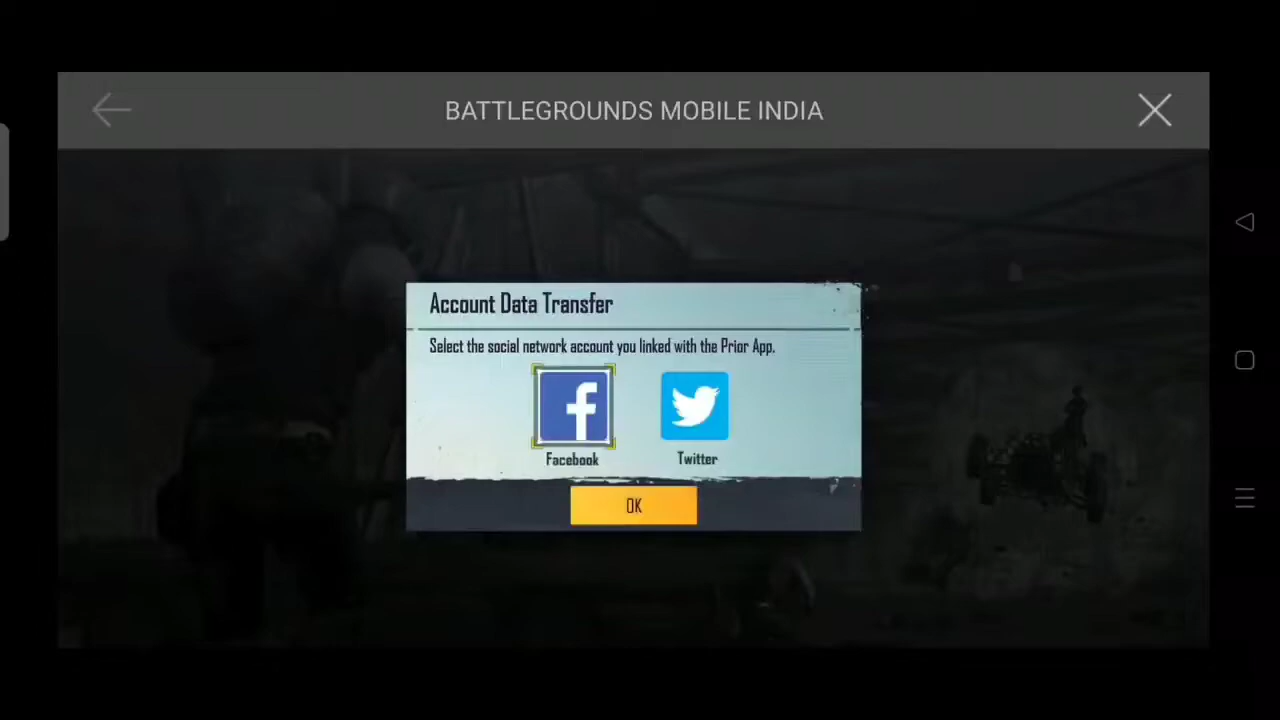 BATTLEGROUNDS MOBILE INDIA
Account Data Transfer
Select the social network account you linked with the Prior App.
Facebook Twitter
OK